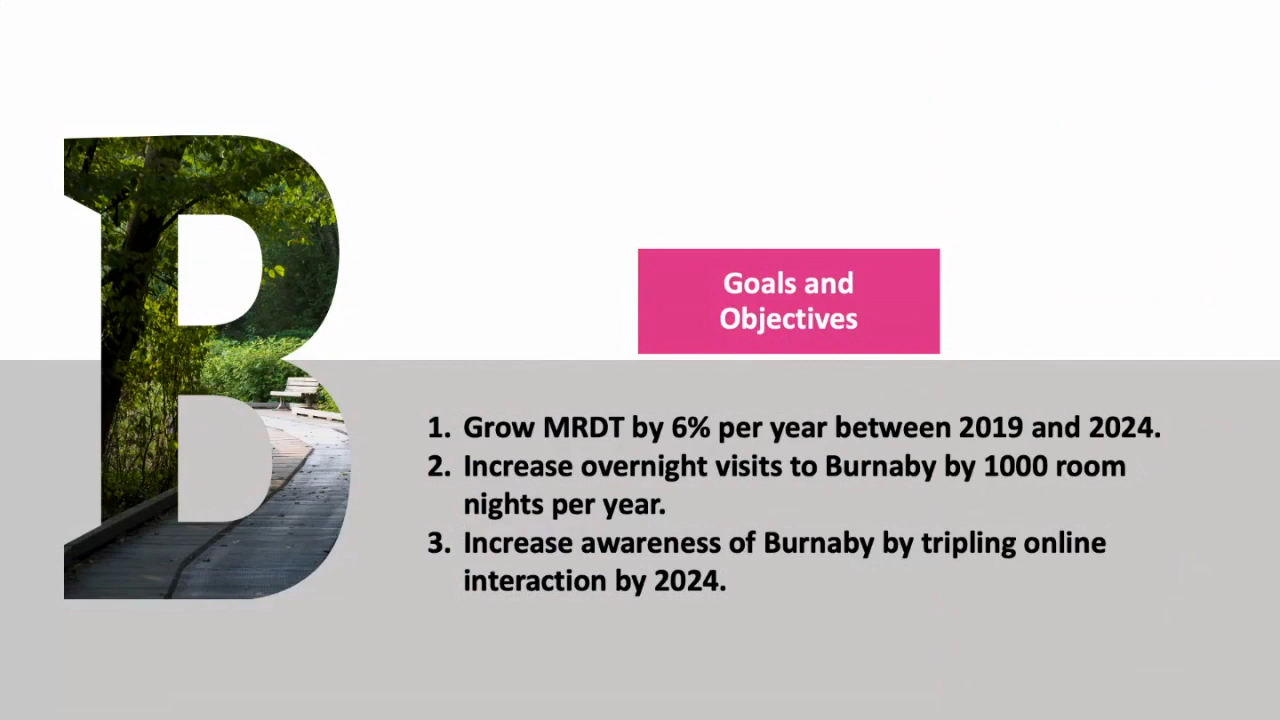 B
Goals and
Objectives
1. Grow MRDT by 6% per year between 2019 and 2024.
2. Increase overnight visits to Burnaby by 1000 room
nights per year.
3. Increase awareness of Burnaby by tripling online
interaction by 2024.